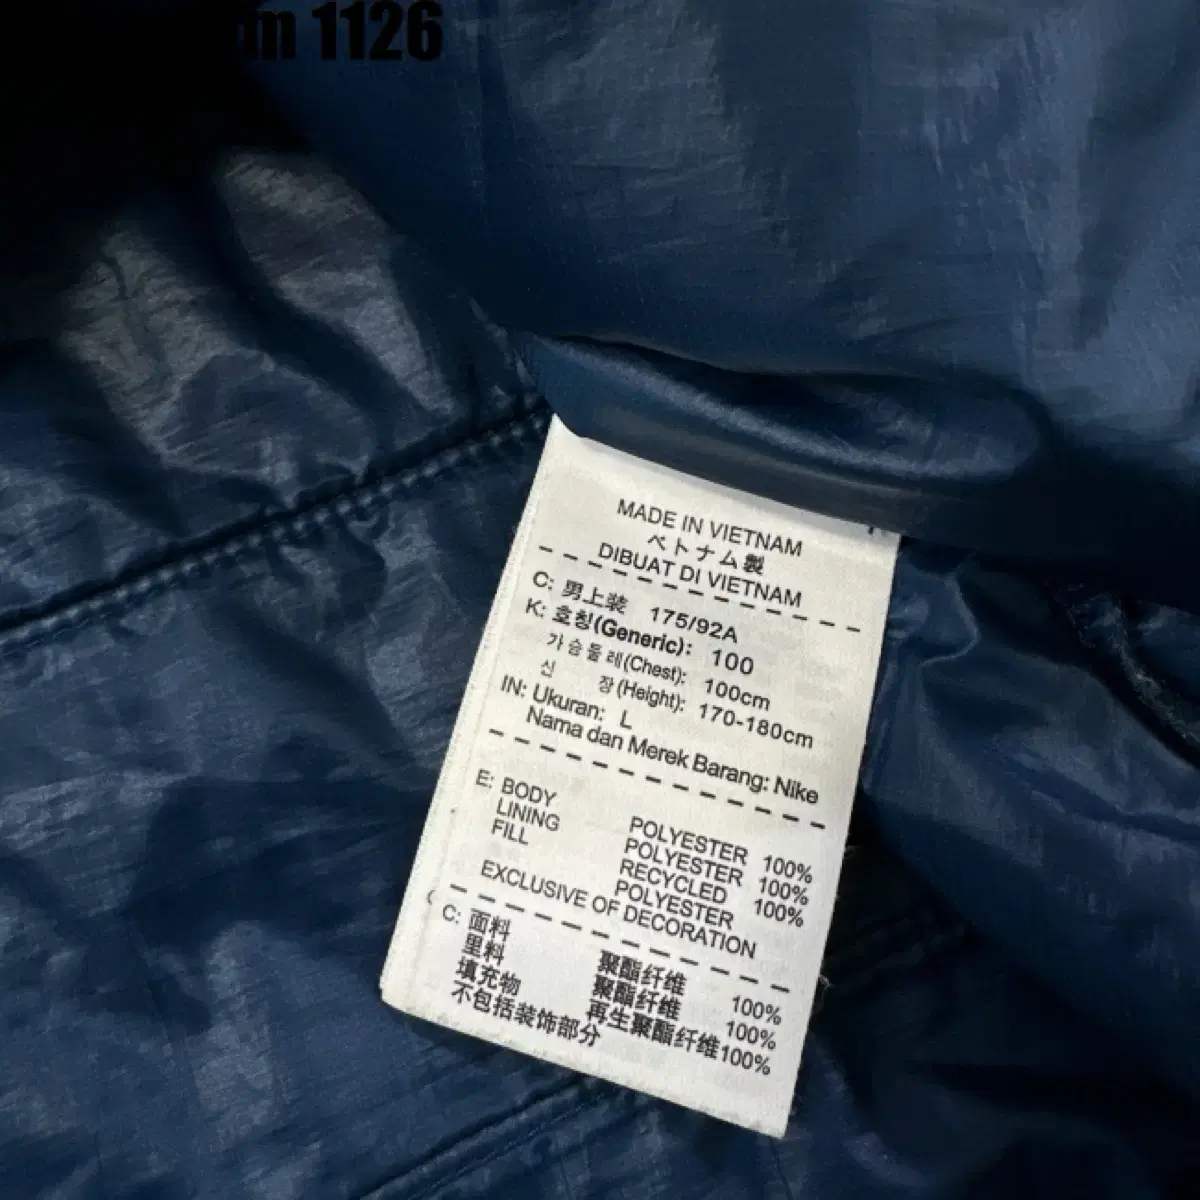 m 1126
MADE IN VIETNAM
ベトナム製
DIBUAT DI VIETNAM
C: 男上装 175/92A
K: 호칭(Generic): 100
가슴둘레(Chest): 100cm
신 장(Height): 170-180cm
IN: Ukuran: L
Nama dan Merek Barang: Nike
E: BODY POLYESTER 100%
LINING POLYESTER 100%
FILL RECYCLED POLYESTER 100%
EXCLUSIVE OF DECORATION
C: 面料 聚酯纤维 100%
里料 聚酯纤维 100%
填充物 再生聚酯纤维100%
不包括装饰部分